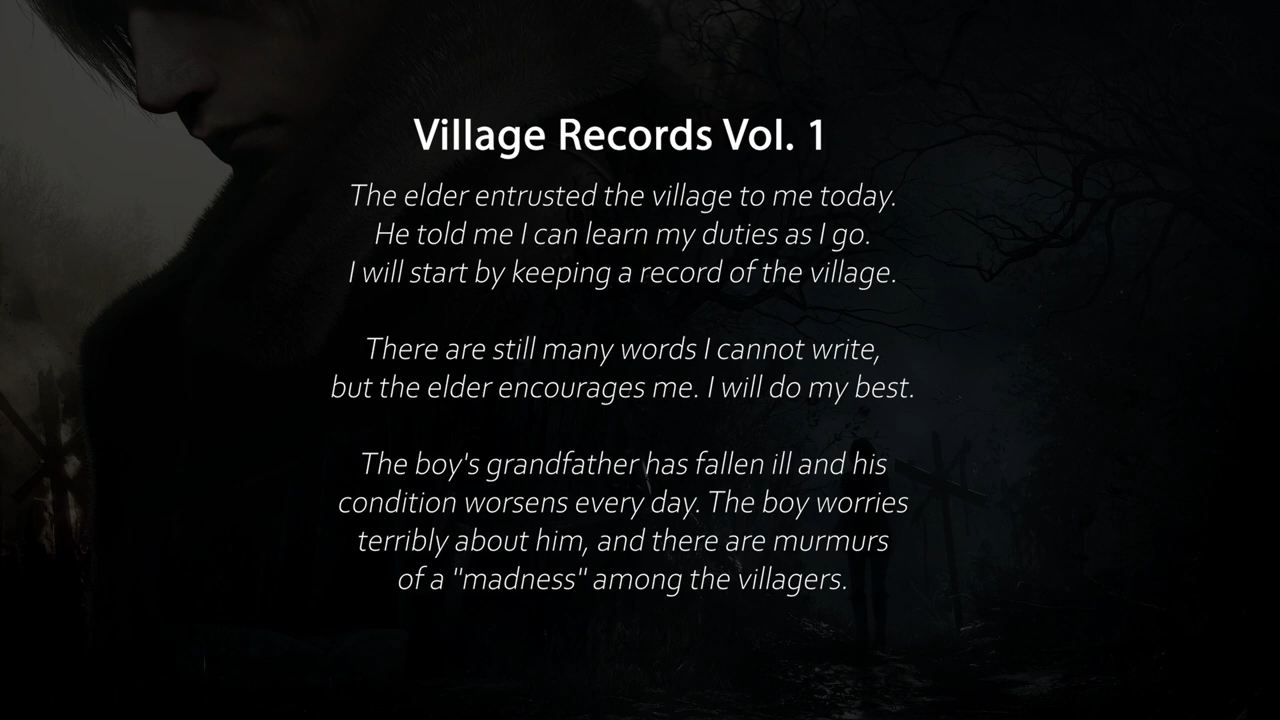 Village Records Vol. 1
The elder entrusted the village to me today.
He told me I can learn my duties as I go.
I will start by keeping a record of the village.
There are still many words I cannot write,
but the elder encourages me. I will do my best.
The boy's grandfather has fallen ill and his
condition worsens every day. The boy worries
terribly about him, and there are murmurs
of a "madness" among the villagers.